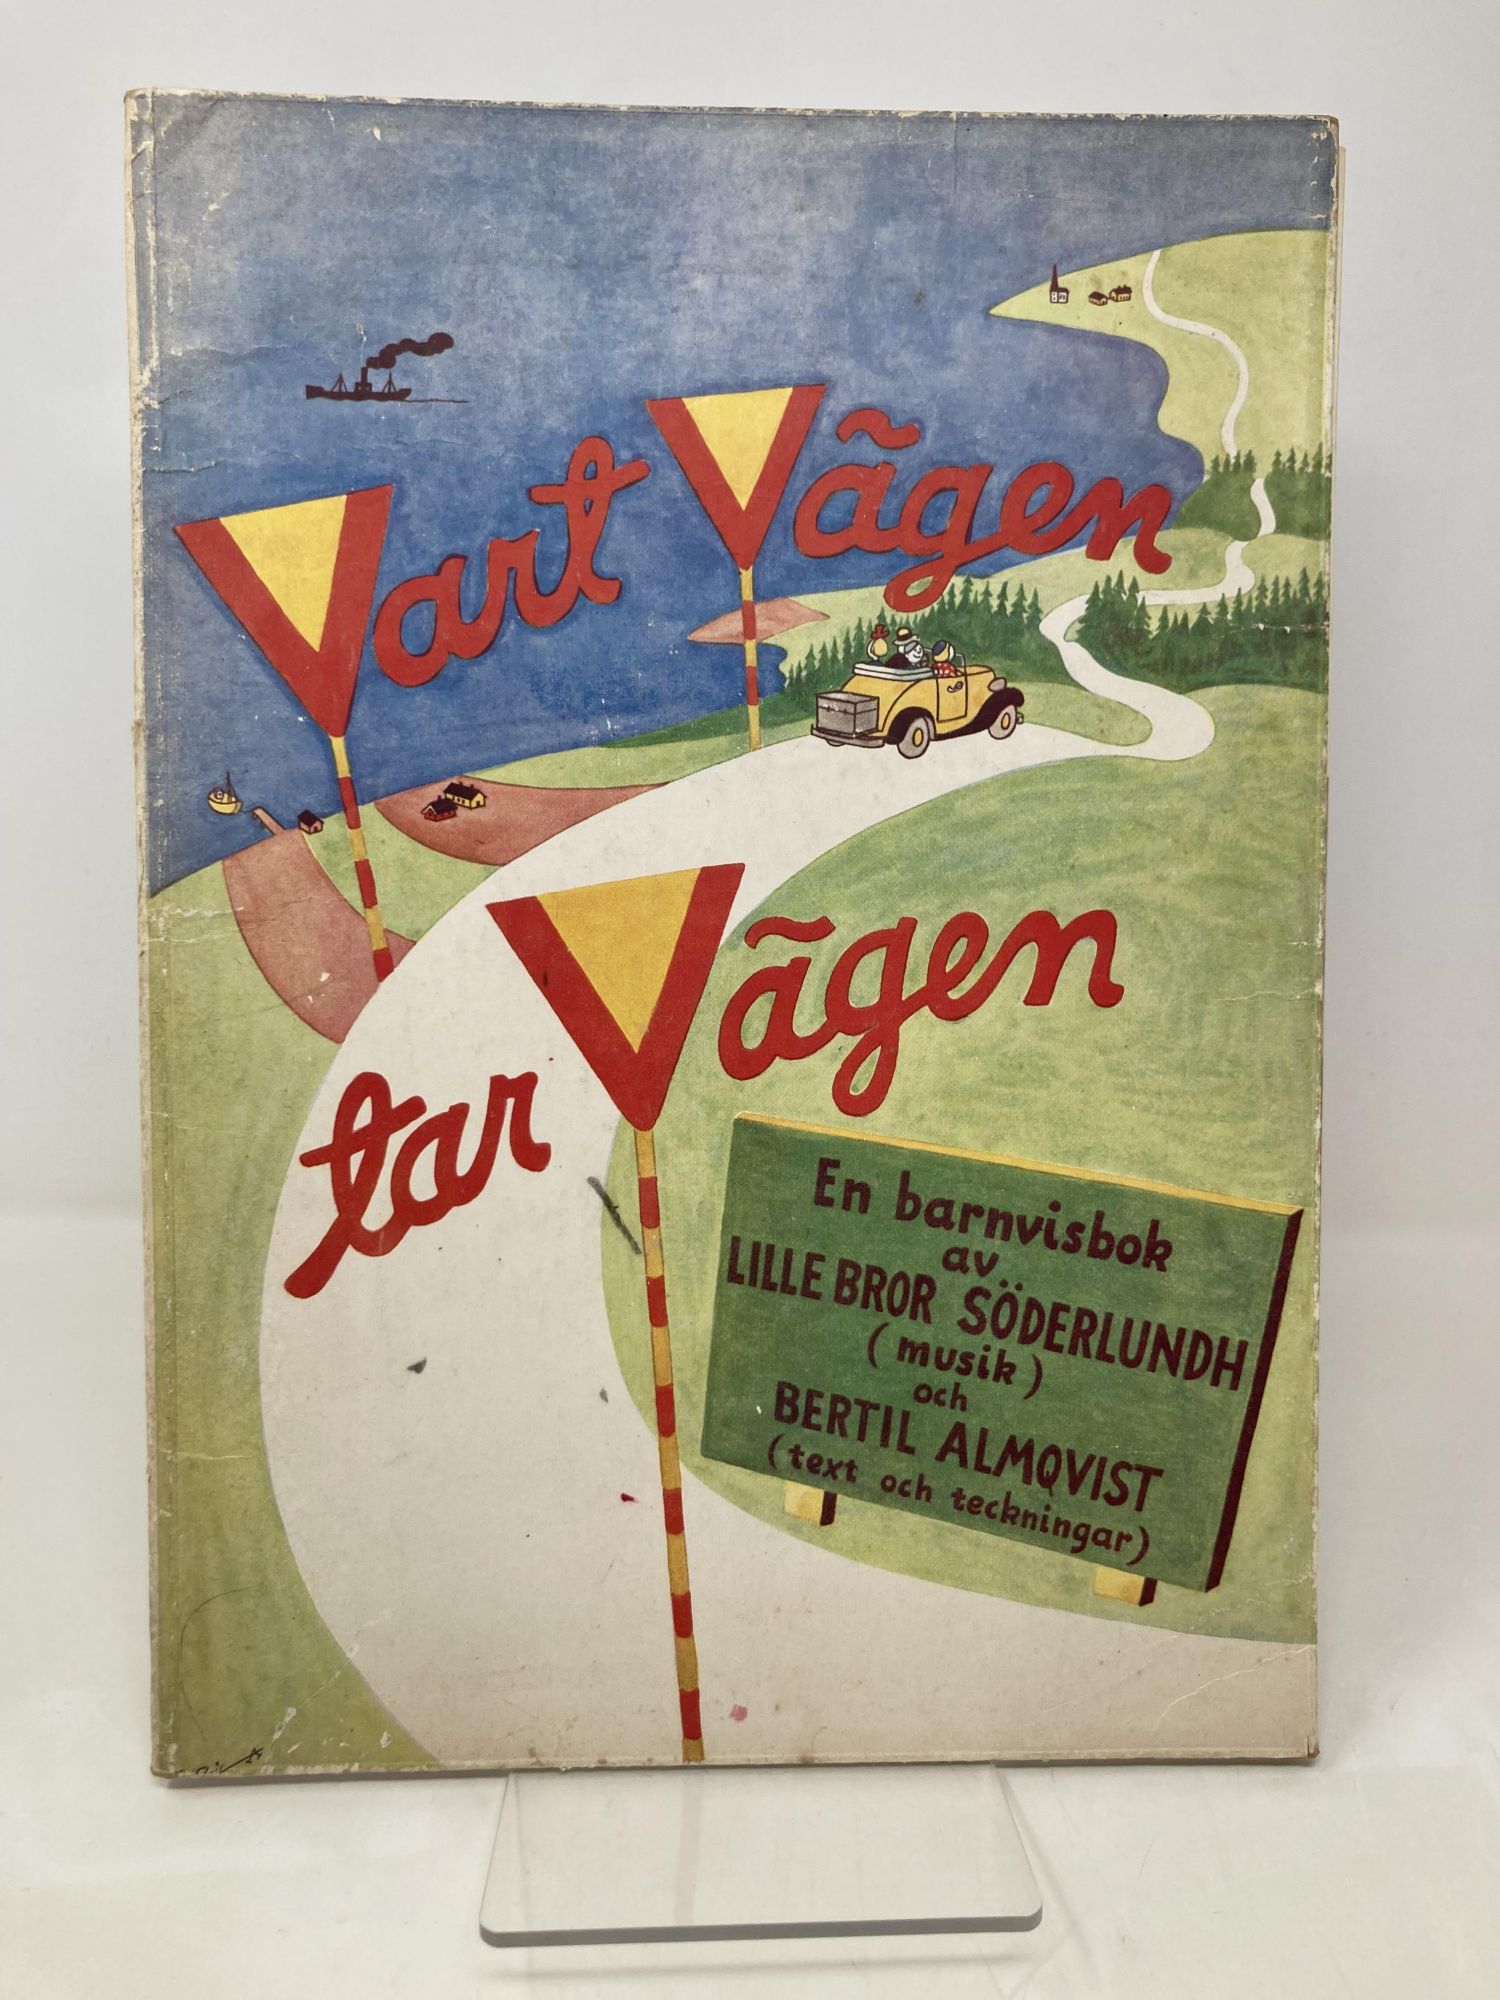 Vart Vägen
tar Vägen
En barnvisbok
av
LILLE BROR SÖDERLUNDH
(musik)
och
BERTIL ALMQVIST
(text och teckningar)